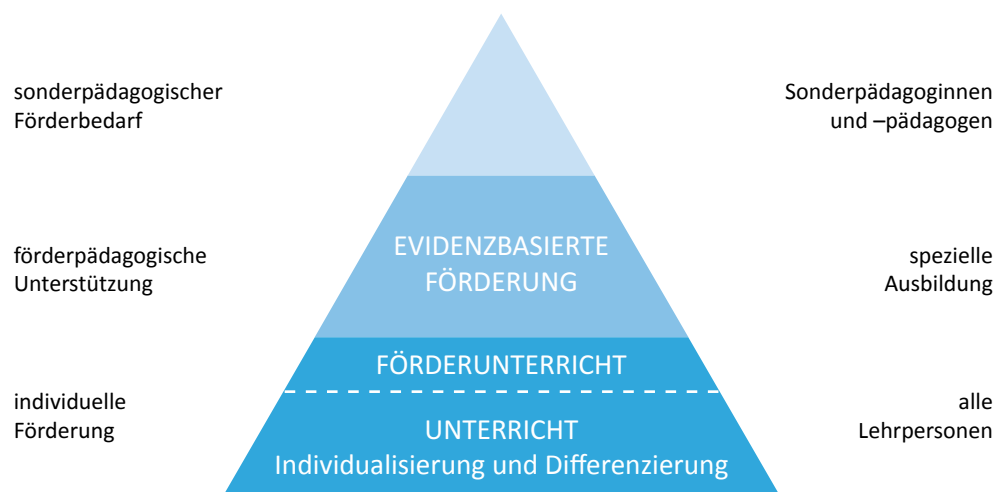 sonderpädagogischer
Förderbedarf
Sonderpädagoginnen
und –pädagogen
förderpädagogische
Unterstützung
EVIDENZBASIERTE
FÖRDERUNG
spezielle
Ausbildung
FÖRDERUNTERRICHT
individuelle
Förderung
UNTERRICHT
Individualisierung und Differenzierung
alle
Lehrpersonen